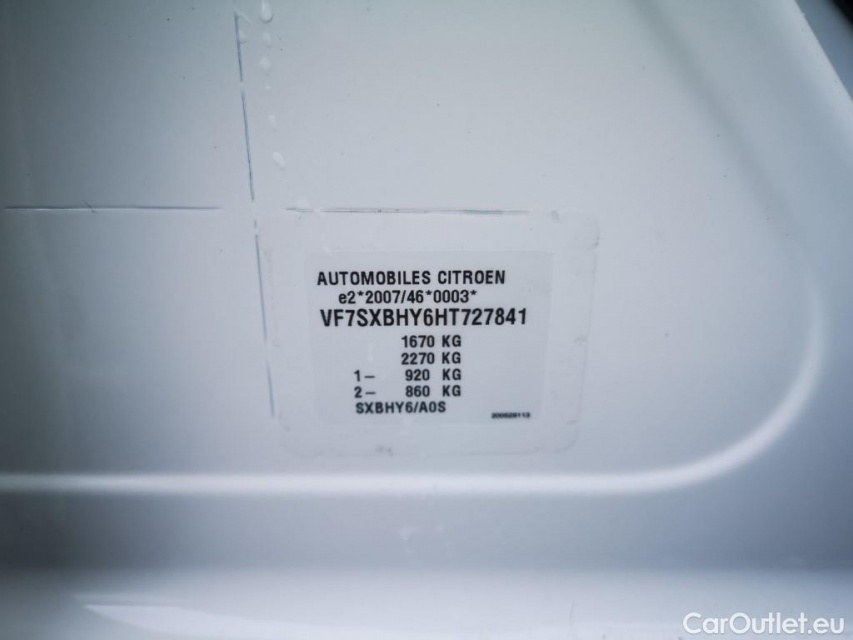 AUTOMOBILES CITROEN
e2*2007/46*0003*
VF7SXBHY6HT727841
1670 KG
2270 KG
1- 920 KG
2- 860 KG
SXBHY6/A0S
CarOutlet.eu